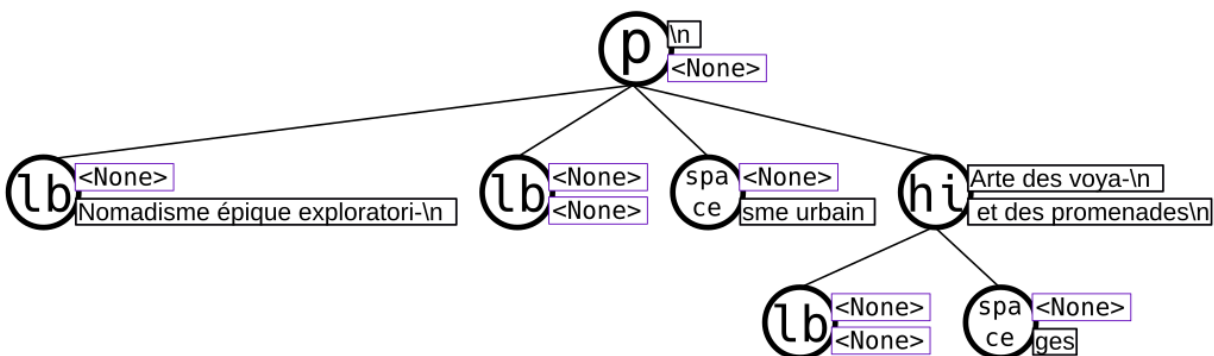 p
\n
<None>
lb
<None>
Nomadisme épique exploratori-\n
lb
<None>
<None>
spa
ce
<None>
sme urbain
hi
Arte des voya-\n
et des promenades\n
lb
<None>
<None>
spa
ce
<None>
ges